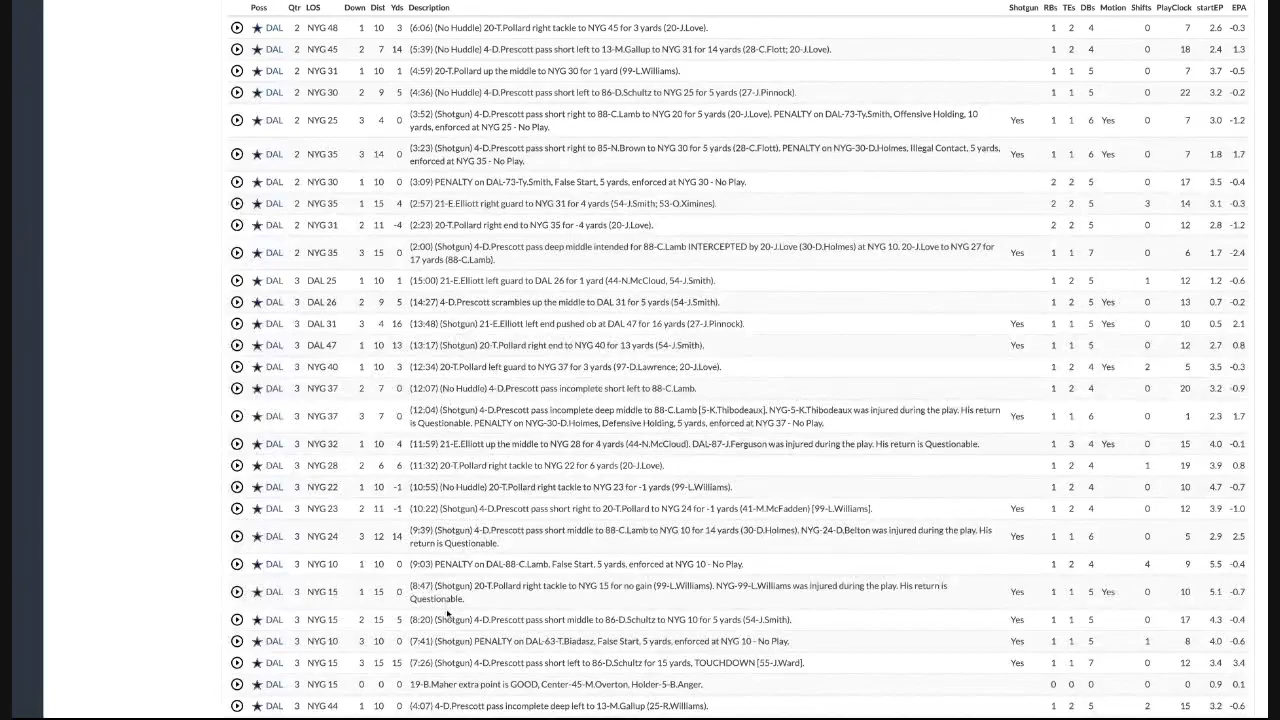 Poss Qtr LOS Down Dist Yds Description Shotgun RBs TEs DBs Motion Shifts PlayClock startEP EPA
DAL 2 NYG 48 1 10 3 (6:06) (No Huddle) 20-T.Pollard right tackle to NYG 45 for 3 yards (20-J.Love). 1 2 4 0 7 2.6 -0.3
DAL 2 NYG 45 2 7 14 (5:39) (No Huddle) 4-D.Prescott pass short left to 13-M.Gallup to NYG 31 for 14 yards (28-C.Flott; 20-J.Love). 1 2 4 0 18 2.4 1.3
DAL 2 NYG 31 1 10 1 (4:59) 20-T.Pollard up the middle to NYG 30 for 1 yard (99-L.Williams). 1 1 5 0 7 3.7 -0.5
DAL 2 NYG 30 2 9 5 (4:36) (No Huddle) 4-D.Prescott pass short left to 86-D.Schultz to NYG 25 for 5 yards (27-J.Pinnock). 1 1 5 0 22 3.2 -0.2
DAL 2 NYG 25 3 4 0 (3:52) (Shotgun) 4-D.Prescott pass short right to 88-C.Lamb to NYG 20 for 5 yards (20-J.Love). PENALTY on DAL-73-Ty.Smith, Offensive Holding, 10 Yes 1 1 6 Yes 0 7 3.0 -1.2
yards, enforced at NYG 25 - No Play.
DAL 2 NYG 35 3 14 0 (3:23) (Shotgun) 4-D.Prescott pass short right to 85-N.Brown to NYG 30 for 5 yards (28-C.Flott). PENALTY on NYG-30-D.Holmes, Illegal Contact, 5 yards, Yes 1 1 6 Yes 0 7 1.8 1.7
enforced at NYG 35 - No Play.
DAL 2 NYG 30 1 10 0 (3:09) PENALTY on DAL-73-Ty.Smith, False Start, 5 yards, enforced at NYG 30 - No Play. 2 2 5 0 17 3.5 -0.4
DAL 2 NYG 35 1 15 4 (2:57) 21-E.Elliott right guard to NYG 31 for 4 yards (54-J.Smith; 53-O.Ximines). 2 2 5 3 14 3.1 -0.3
DAL 2 NYG 31 2 11 -4 (2:23) 20-T.Pollard right end to NYG 35 for -4 yards (20-J.Love). 2 2 5 0 12 2.8 -1.2
DAL 2 NYG 35 3 15 0 (2:00) (Shotgun) 4-D.Prescott pass deep middle intended for 88-C.Lamb INTERCEPTED by 20-J.Love (30-D.Holmes) at NYG 10. 20-J.Love to NYG 27 for Yes 1 1 7 0 6 1.7 -2.4
17 yards (88-C.Lamb).
DAL 3 DAL 25 1 10 1 (15:00) 21-E.Elliott left guard to DAL 26 for 1 yard (44-N.McCloud, 54-J.Smith). 1 2 5 1 12 1.2 -0.6
DAL 3 DAL 26 2 9 5 (14:27) 4-D.Prescott scrambles up the middle to DAL 31 for 5 yards (54-J.Smith). 1 2 5 Yes 0 13 0.7 -0.2
DAL 3 DAL 31 3 4 16 (13:48) (Shotgun) 21-E.Elliott left end pushed ob at DAL 47 for 16 yards (27-J.Pinnock). Yes 1 1 5 Yes 0 10 0.5 2.1
DAL 3 DAL 47 1 10 13 (13:17) (Shotgun) 20-T.Pollard right end to NYG 40 for 13 yards (54-J.Smith). Yes 1 1 5 0 12 2.7 0.8
DAL 3 NYG 40 1 10 3 (12:34) 20-T.Pollard left guard to NYG 37 for 3 yards (97-D.Lawrence; 20-J.Love). 1 2 4 Yes 2 5 3.5 -0.3
DAL 3 NYG 37 2 7 0 (12:07) (No Huddle) 4-D.Prescott pass incomplete short left to 88-C.Lamb. 1 2 4 0 20 3.2 -0.9
DAL 3 NYG 37 3 7 0 (12:04) (Shotgun) 4-D.Prescott pass incomplete deep middle to 88-C.Lamb [5-K.Thibodeaux]. NYG-5-K.Thibodeaux was injured during the play. His return Yes 1 1 6 0 1 2.3 1.7
is Questionable. PENALTY on NYG-30-D.Holmes, Defensive Holding, 5 yards, enforced at NYG 37 - No Play.
DAL 3 NYG 32 1 10 4 (11:59) 21-E.Elliott up the middle to NYG 28 for 4 yards (44-N.McCloud). DAL-87-J.Ferguson was injured during the play. His return is Questionable. 1 3 4 Yes 0 15 4.0 -0.1
DAL 3 NYG 28 2 6 6 (11:32) 20-T.Pollard right tackle to NYG 22 for 6 yards (20-J.Love). 1 2 4 1 19 3.9 0.8
DAL 3 NYG 22 1 10 -1 (10:55) (No Huddle) 20-T.Pollard right tackle to NYG 23 for -1 yards (99-L.Williams). 1 2 4 0 10 4.7 -0.7
DAL 3 NYG 23 2 11 -1 (10:22) (Shotgun) 4-D.Prescott pass short right to 20-T.Pollard to NYG 24 for -1 yards (41-M.McFadden) [99-L.Williams]. Yes 1 2 4 0 12 3.9 -1.0
DAL 3 NYG 24 3 12 14 (9:39) (Shotgun) 4-D.Prescott pass short middle to 88-C.Lamb to NYG 10 for 14 yards (30-D.Holmes). NYG-24-D.Belton was injured during the play. His Yes 1 1 6 0 5 2.9 2.5
return is Questionable.
DAL 3 NYG 10 1 10 0 (9:03) PENALTY on DAL-88-C.Lamb, False Start, 5 yards, enforced at NYG 10 - No Play. 1 2 4 4 9 5.5 -0.4
DAL 3 NYG 15 1 15 0 (8:47) (Shotgun) 20-T.Pollard right tackle to NYG 15 for no gain (99-L.Williams). NYG-99-L.Williams was injured during the play. His return is Yes 1 2 5 Yes 0 10 5.1 -0.7
Questionable.
DAL 3 NYG 15 2 15 5 (8:20) (Shotgun) 4-D.Prescott pass short middle to 86-D.Schultz to NYG 10 for 5 yards (54-J.Smith). Yes 1 1 5 0 17 4.3 -0.4
DAL 3 NYG 10 3 10 0 (7:41) (Shotgun) PENALTY on DAL-63-T.Biadasz, False Start, 5 yards, enforced at NYG 10 - No Play. Yes 1 1 5 1 8 4.0 -0.6
DAL 3 NYG 15 3 15 15 (7:26) (Shotgun) 4-D.Prescott pass short left to 86-D.Schultz for 15 yards, TOUCHDOWN [55-J.Ward]. Yes 1 1 7 0 12 3.4 3.4
DAL 3 NYG 15 0 0 0 19-B.Maher extra point is GOOD, Center-45-M.Overton, Holder-5-B.Anger. 0 0 0 0 0 0.9 0.1
DAL 3 NYG 44 1 10 0 (4:07) 4-D.Prescott pass incomplete deep left to 13-M.Gallup (25-R.Williams). 1 2 5 2 15 3.2 -0.6